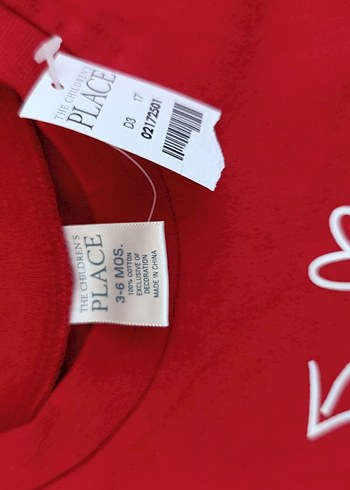 THE CHILDREN'S
PLACE
D3 17
02172501
THE CHILDREN'S
PLACE
3-6 MOS.
100% COTTON
EXCLUSIVE OF
DECORATION
MADE IN CHINA